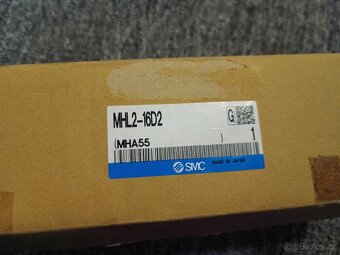 MHL2-16D2
G
(MHA55 )
1
SMC
MADE IN JAPAN